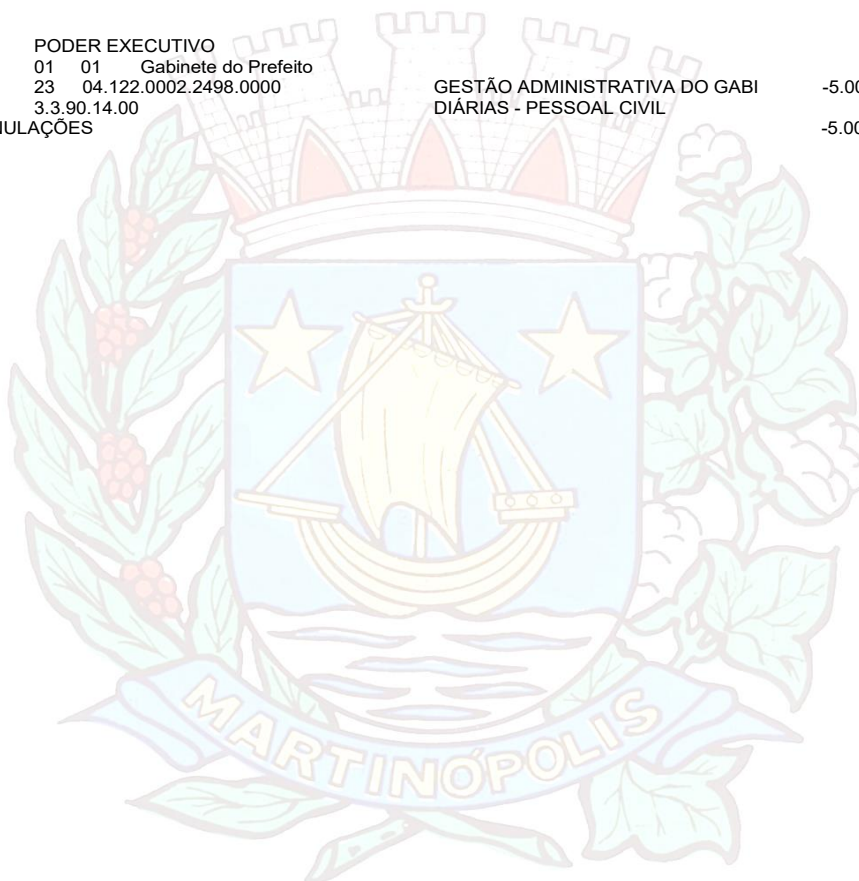 PODER EXECUTIVO
01 01 Gabinete do Prefeito
23 04.122.0002.2498.0000 GESTÃO ADMINISTRATIVA DO GABI -5.00
3.3.90.14.00 DIÁRIAS - PESSOAL CIVIL
NULAÇÕES -5.00
MARTINÓPOLIS